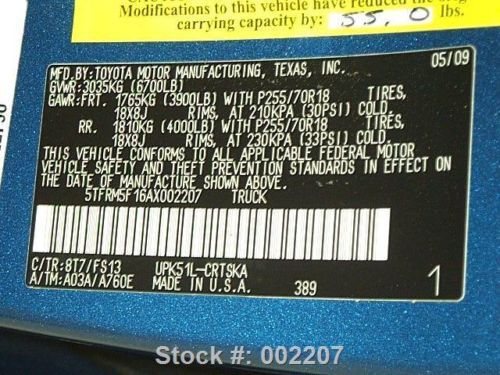 Modifications to this vehicle have reduced the
carrying capacity by: 55.0 lbs.
MFD.BY:TOYOTA MOTOR MANUFACTURING, TEXAS, INC. 05/09
GVWR:3035KG (6700LB)
GAWR:FRT. 1765KG (3900LB) WITH P255/70R18 TIRES,
18X8J RIMS, AT 210KPA (30PSI) COLD.
RR. 1810KG (4000LB) WITH P255/70R18 TIRES,
18X8J RIMS, AT 230KPA (33PSI) COLD.
THIS VEHICLE CONFORMS TO ALL APPLICABLE FEDERAL MOTOR
VEHICLE SAFETY AND THEFT PREVENTION STANDARDS IN EFFECT ON
THE DATE OF MANUFACTURE SHOWN ABOVE.
5TFRM5F16AX002207 TRUCK
C/TR:8T7/FS13 UPK51L-CRTSKA
A/TM:A03A/A760E MADE IN U.S.A. 389 1
Stock #: 002207